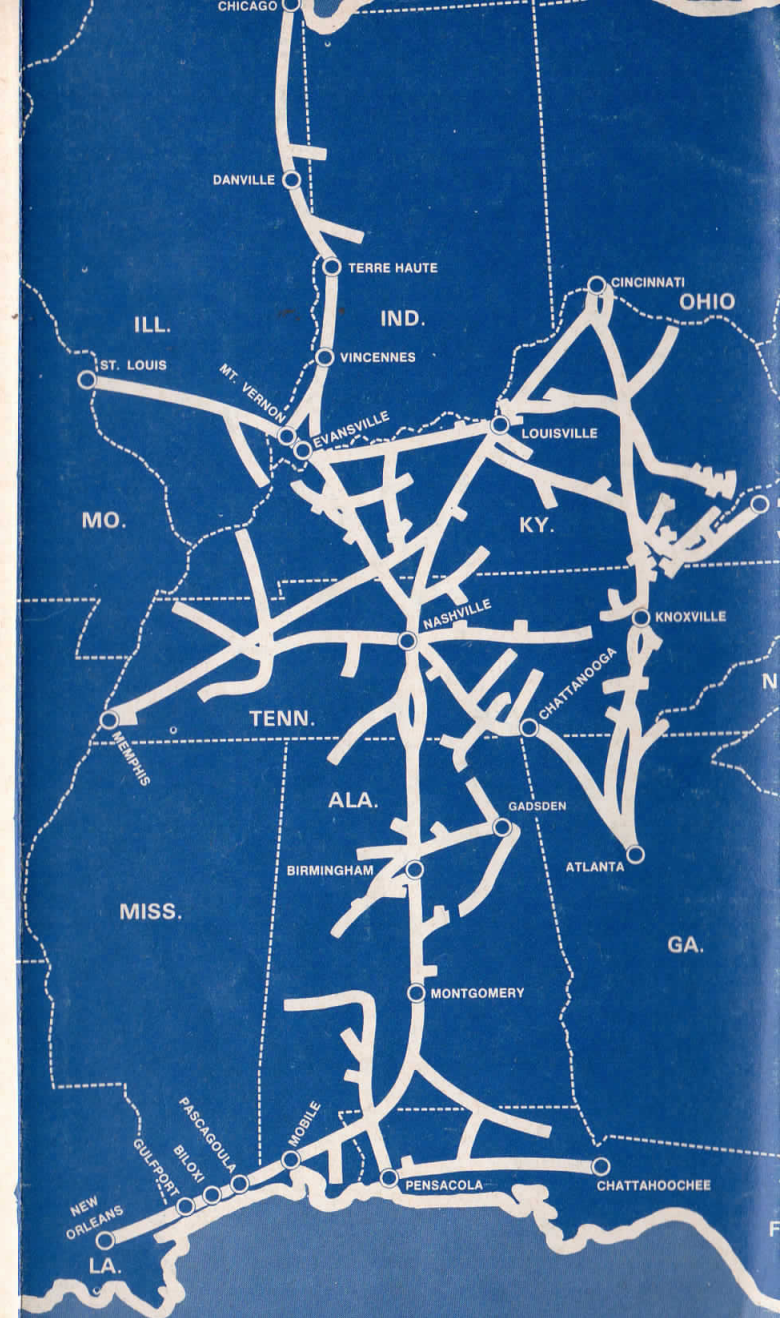 CHICAGO
DANVILLE
TERRE HAUTE
CINCINNATI
OHIO
ILL.
IND.
VINCENNES
ST. LOUIS
MT. VERNON
EVANSVILLE
LOUISVILLE
MO.
KY.
NASHVILLE
KNOXVILLE
CHATTANOOGA
N
TENN.
MEMPHIS
ALA.
GADSDEN
BIRMINGHAM
ATLANTA
MISS.
GA.
MONTGOMERY
MOBILE
PASCAGOULA
BILOXI
GULFPORT
PENSACOLA
CHATTAHOOCHEE
NEW
ORLEANS
F
LA.